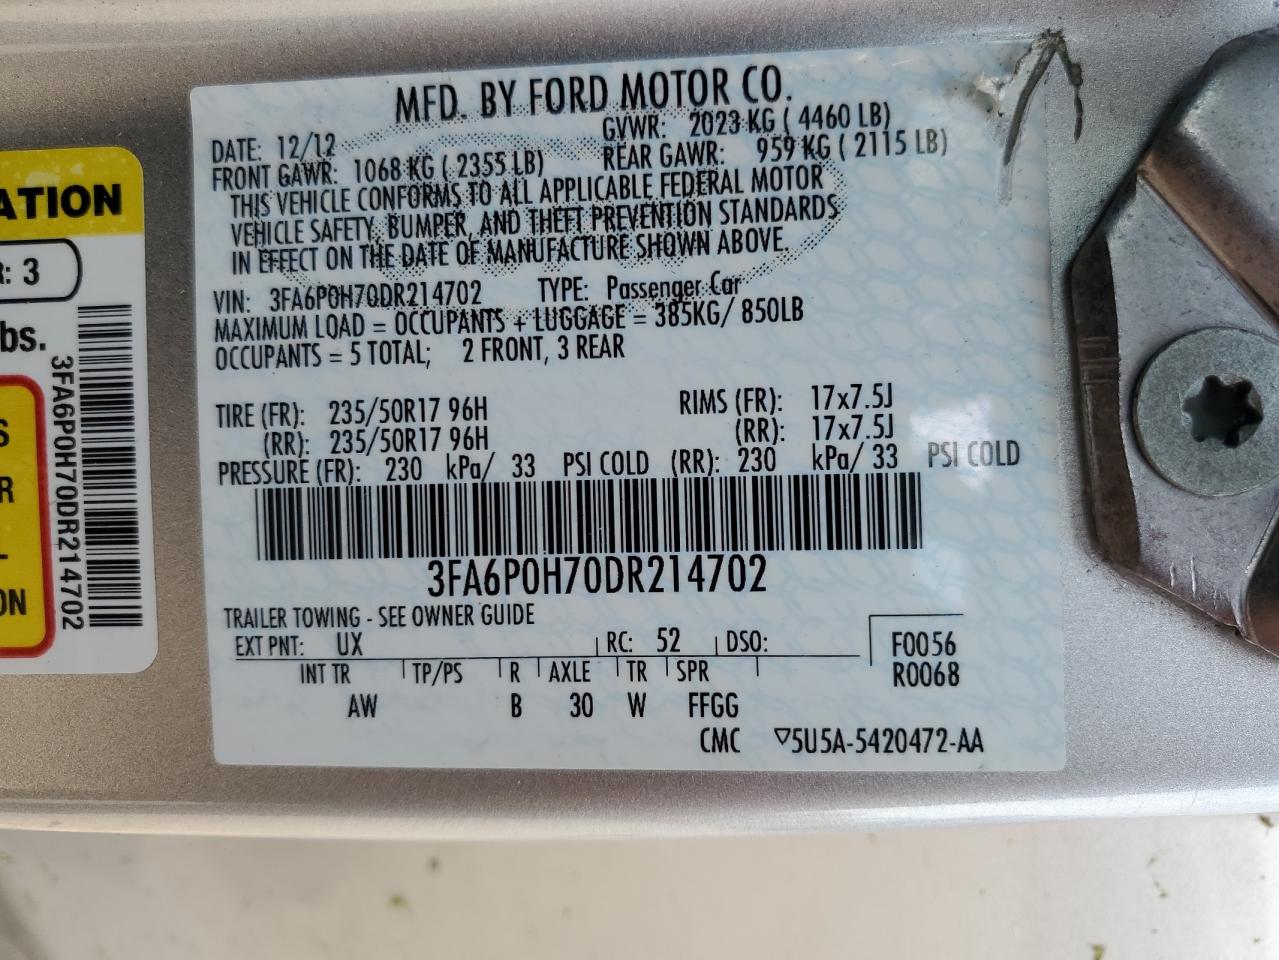 MFD. BY FORD MOTOR CO.
DATE: 12/12 GVWR: 2023 KG ( 4460 LB)
FRONT GAWR: 1068 KG ( 2355 LB) REAR GAWR: 959 KG ( 2115 LB)
THIS VEHICLE CONFORMS TO ALL APPLICABLE FEDERAL MOTOR
VEHICLE SAFETY, BUMPER, AND THEFT PREVENTION STANDARDS
IN EFFECT ON THE DATE OF MANUFACTURE SHOWN ABOVE.
VIN: 3FA6P0H70DR214702 TYPE: Passenger Car
MAXIMUM LOAD = OCCUPANTS + LUGGAGE = 385KG/ 850LB
OCCUPANTS = 5 TOTAL; 2 FRONT, 3 REAR
TIRE (FR): 235/50R17 96H RIMS (FR): 17x7.5J
(RR): 235/50R17 96H (RR): 17x7.5J
PRESSURE (FR): 230 kPa/ 33 PSI COLD (RR): 230 kPa/ 33 PSI COLD
3FA6P0H70DR214702
TRAILER TOWING - SEE OWNER GUIDE
EXT PNT: UX RC: 52 DSO: F0056
INT TR TP/PS R AXLE TR SPR R0068
AW B 30 W FFGG
CMC ▽5U5A-5420472-AA
ATION
R: 3
bs.
3FA6P0H70DR214702
S
R
L
ON